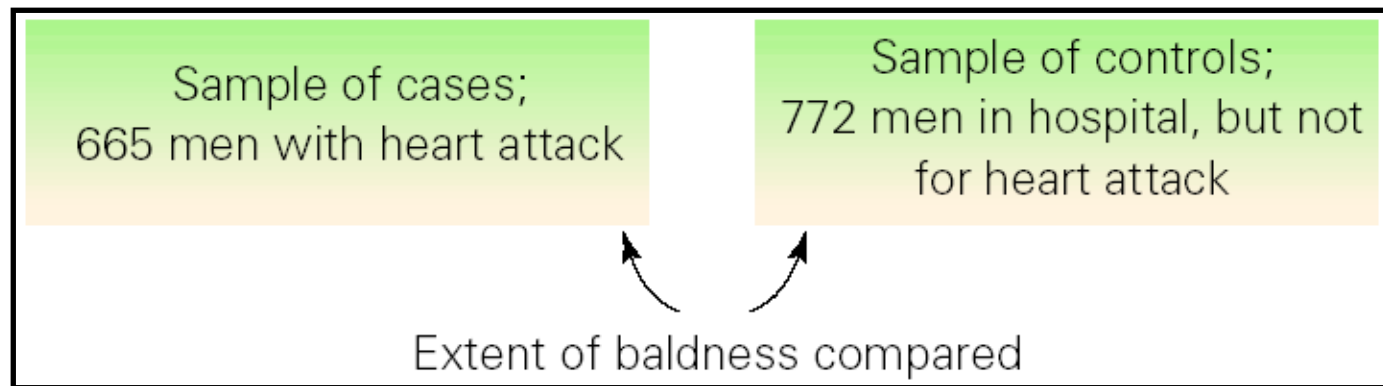 Sample of cases;
665 men with heart attack
Sample of controls;
772 men in hospital, but not
for heart attack
Extent of baldness compared